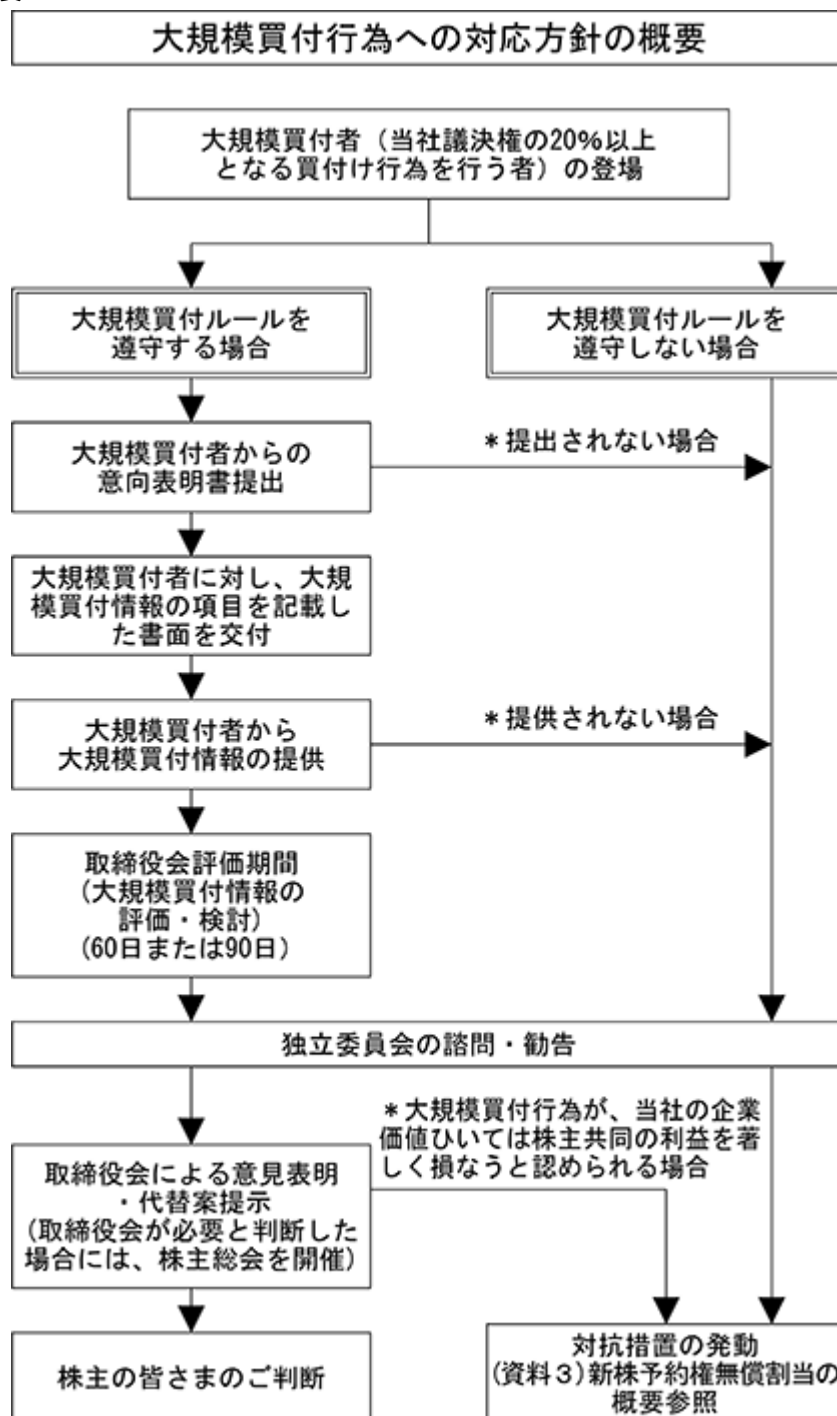 大規模買付行為への対応方針の概要
大規模買付者（当社議決権の20%以上
となる買付け行為を行う者）の登場
大規模買付ルールを
遵守する場合
大規模買付ルールを
遵守しない場合
大規模買付者からの
意向表明書提出
＊提出されない場合
大規模買付者に対し、大規
模買付情報の項目を記載し
た書面を交付
大規模買付者から
大規模買付情報の提供
＊提供されない場合
取締役会評価期間
(大規模買付情報の
評価・検討)
(60日または90日)
独立委員会の諮問・勧告
＊大規模買付行為が、当社の企業
価値ひいては株主共同の利益を著
しく損なうと認められる場合
取締役会による意見表明
・代替案提示
(取締役会が必要と判断した
場合には、株主総会を開催)
株主の皆さまのご判断
対抗措置の発動
(資料３)新株予約権無償割当の
概要参照